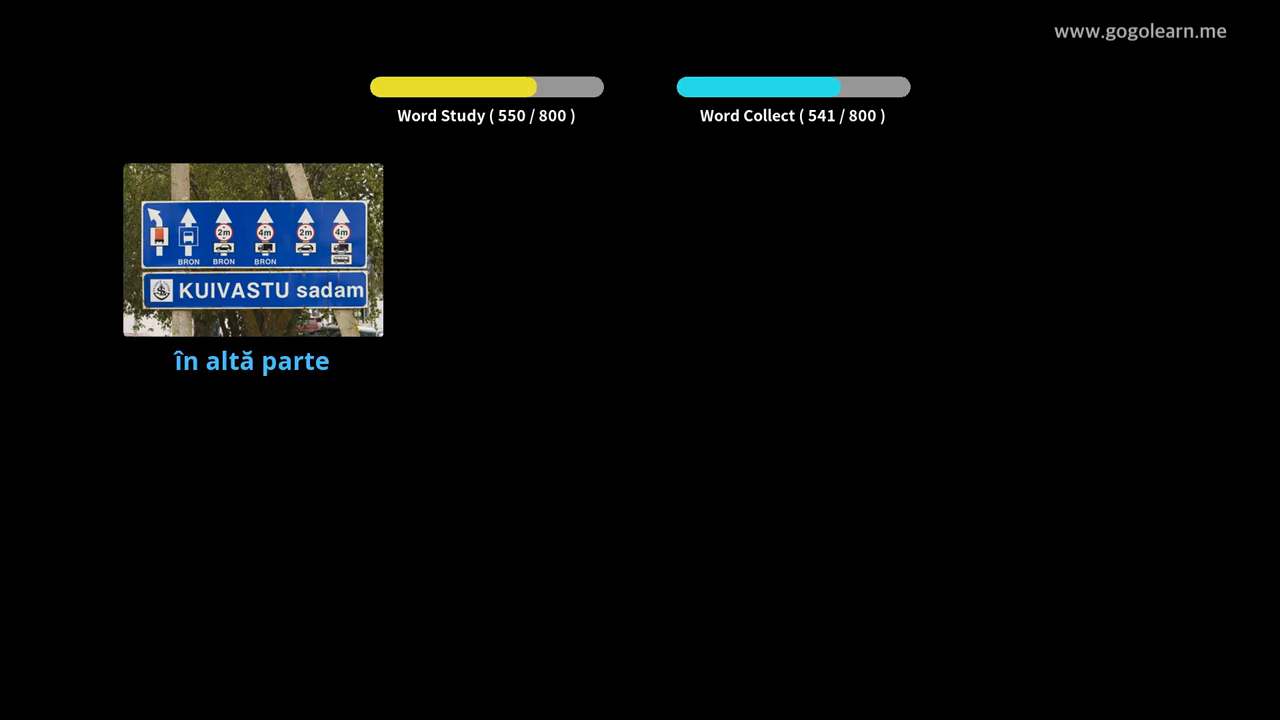 www.gogolearn.me
Word Study ( 550 / 800 )
Word Collect ( 541 / 800 )
2m 4m 2m 4m
BRON BRON BRON
KUIVASTU sadam
în altă parte